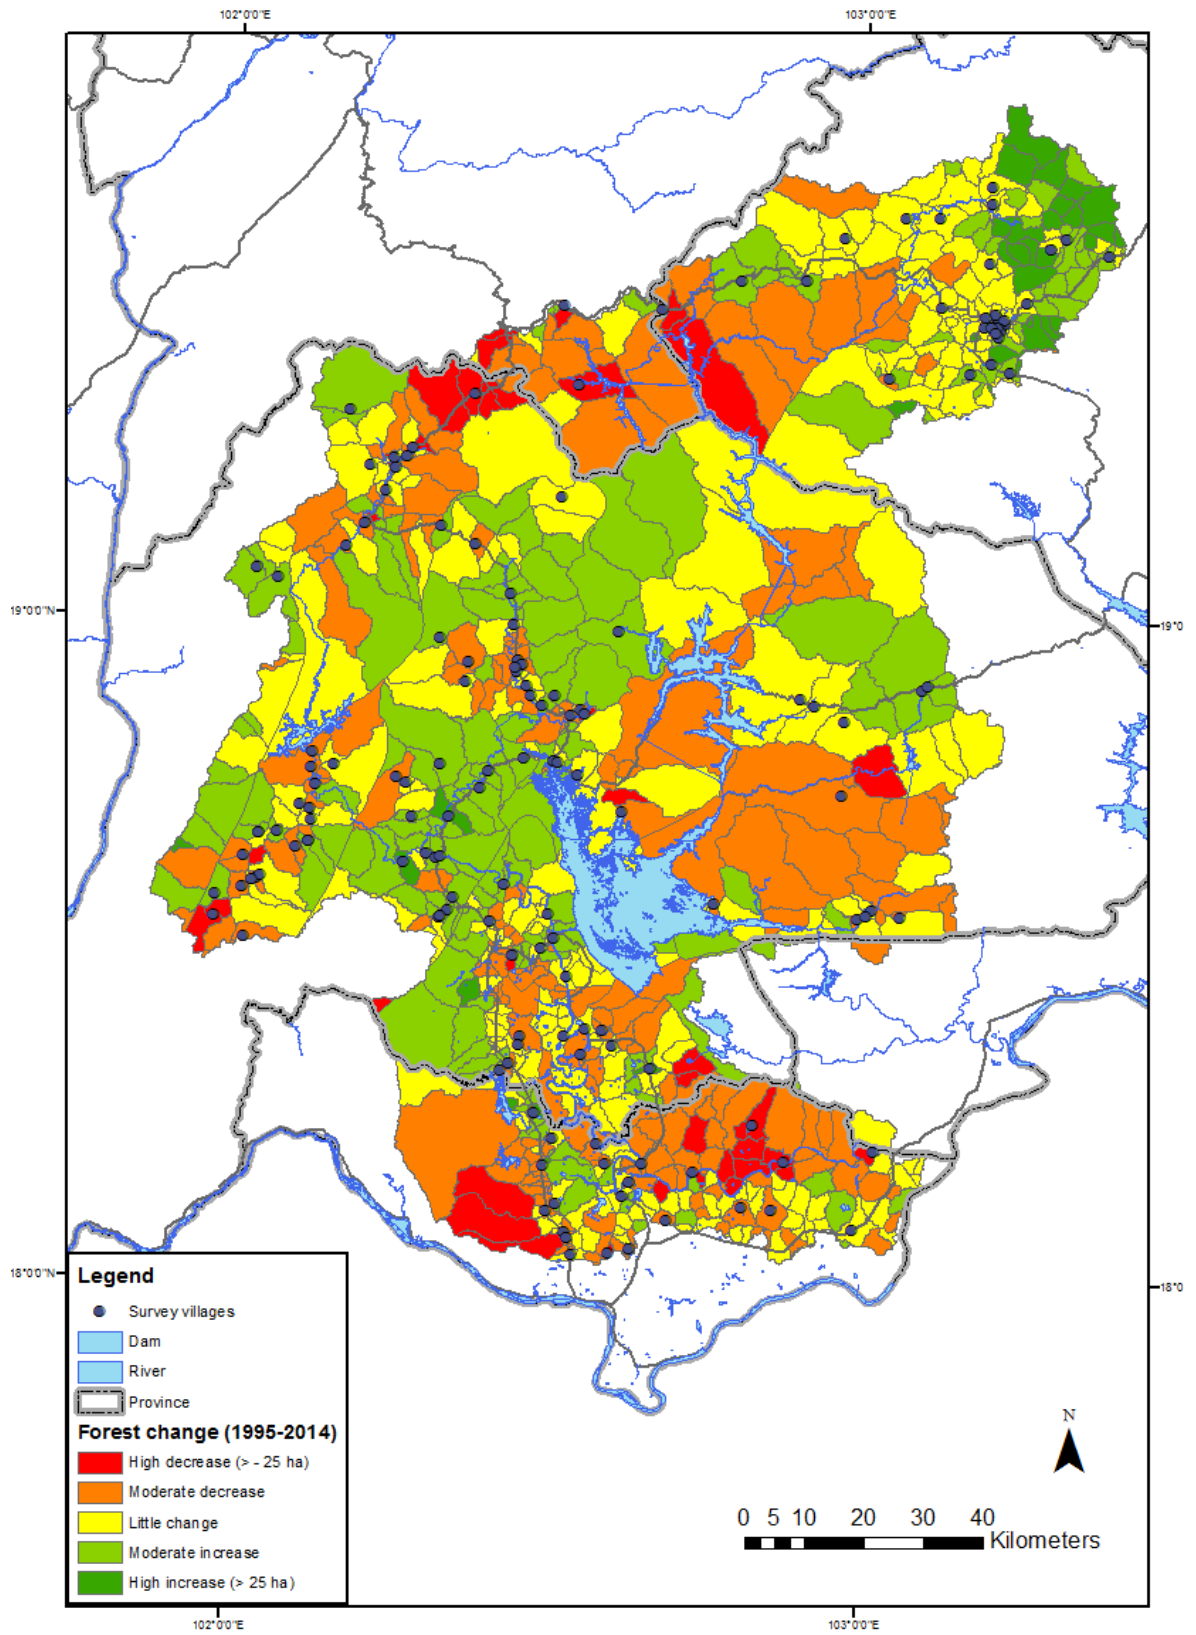 102°0'0"E 103°0'0"E
19°0'0"N 19°0
18°0'0"N 18°0
Legend
Survey villages
Dam
River
Province
Forest change (1995-2014)
High decrease (> - 25 ha)
Moderate decrease
Little change
Moderate increase
High increase (> 25 ha)
N
0 5 10 20 30 40
Kilometers
102°0'0"E 103°0'0"E